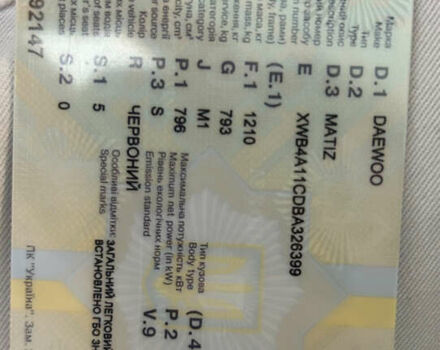 Марка
Make D.1 DAEWOO
Тип
Type D.2
D.3 MATIZ
E XWB4A11CDBA326399
(E.1)
F.1 1210
G 793
J M1
Тип кузова
Body type (D.4
P.1 796
Максимальна потужність кВт
Maximum net power (in kW) P.2
P.3 S
Рівень екологічних норм
Emission standard V.9
Колір
R ЧЕРВОНИЙ
Особливі відмітки
Special marks
ЗАГАЛЬНИЙ ЛЕГКОВИЙ
ВСТАНОВЛЕНО ГБО ЗН
S.1 5
S.2 0
92147
ПК "Україна". Зам.